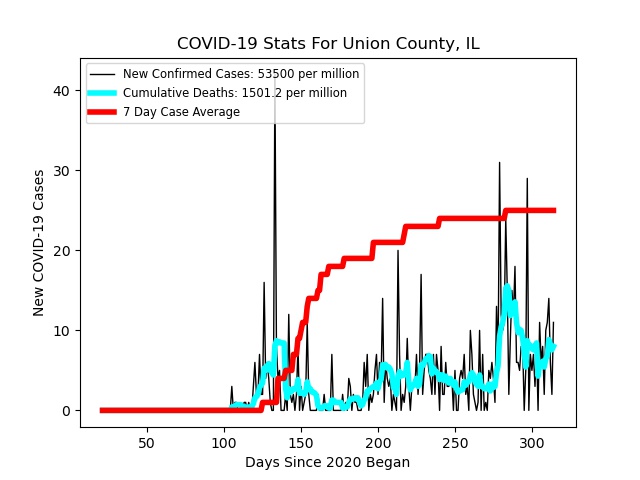 COVID-19 Stats For Union County, IL
New Confirmed Cases: 53500 per million
Cumulative Deaths: 1501.2 per million
7 Day Case Average
New COVID-19 Cases
40
30
20
10
0
50 100 150 200 250 300
Days Since 2020 Began